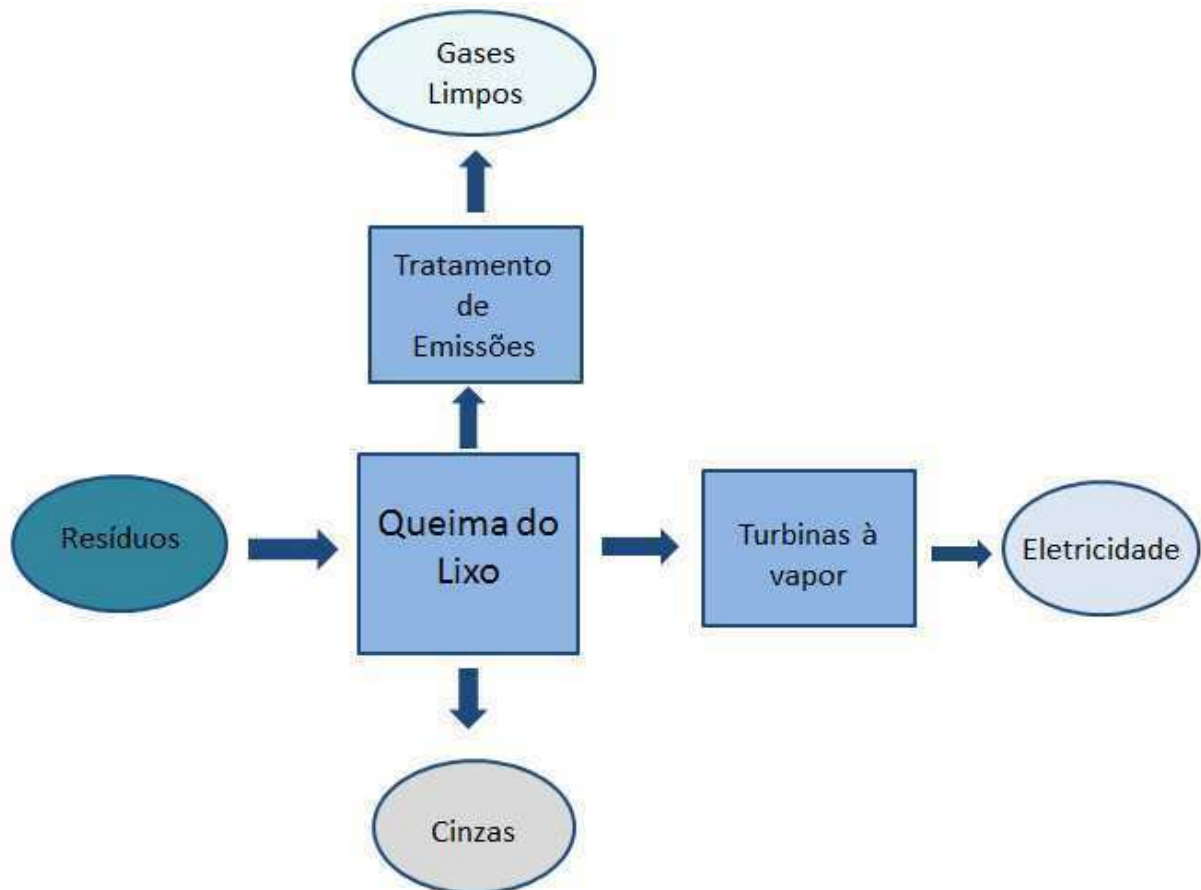 Gases
Limpos
Tratamento
de
Emissões
Resíduos
Queima do
Lixo
Turbinas à
vapor
Eletricidade
Cinzas